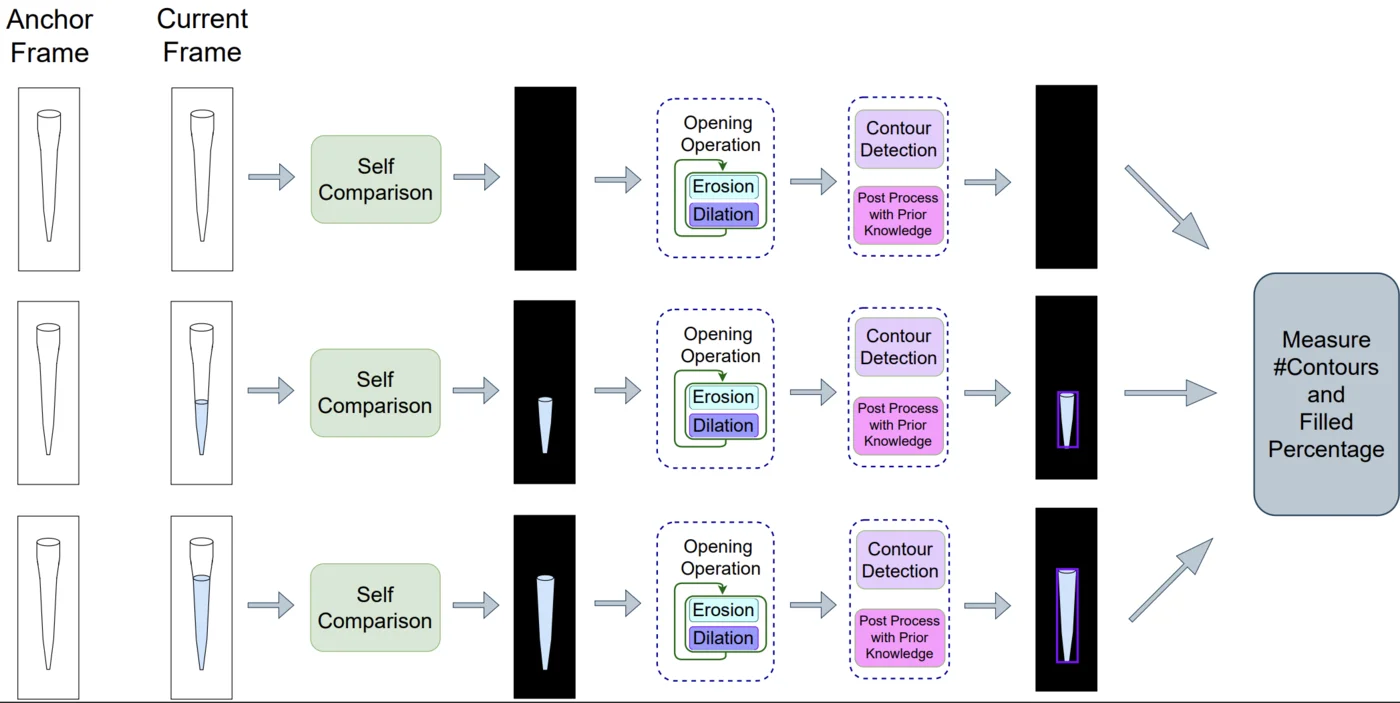 Anchor
Frame
Current
Frame
Self
Comparison
Opening
Operation
Erosion
Dilation
Contour
Detection
Post Process
with Prior
Knowledge
Self
Comparison
Opening
Operation
Erosion
Dilation
Contour
Detection
Post Process
with Prior
Knowledge
Self
Comparison
Opening
Operation
Erosion
Dilation
Contour
Detection
Post Process
with Prior
Knowledge
Measure
#Contours
and
Filled
Percentage